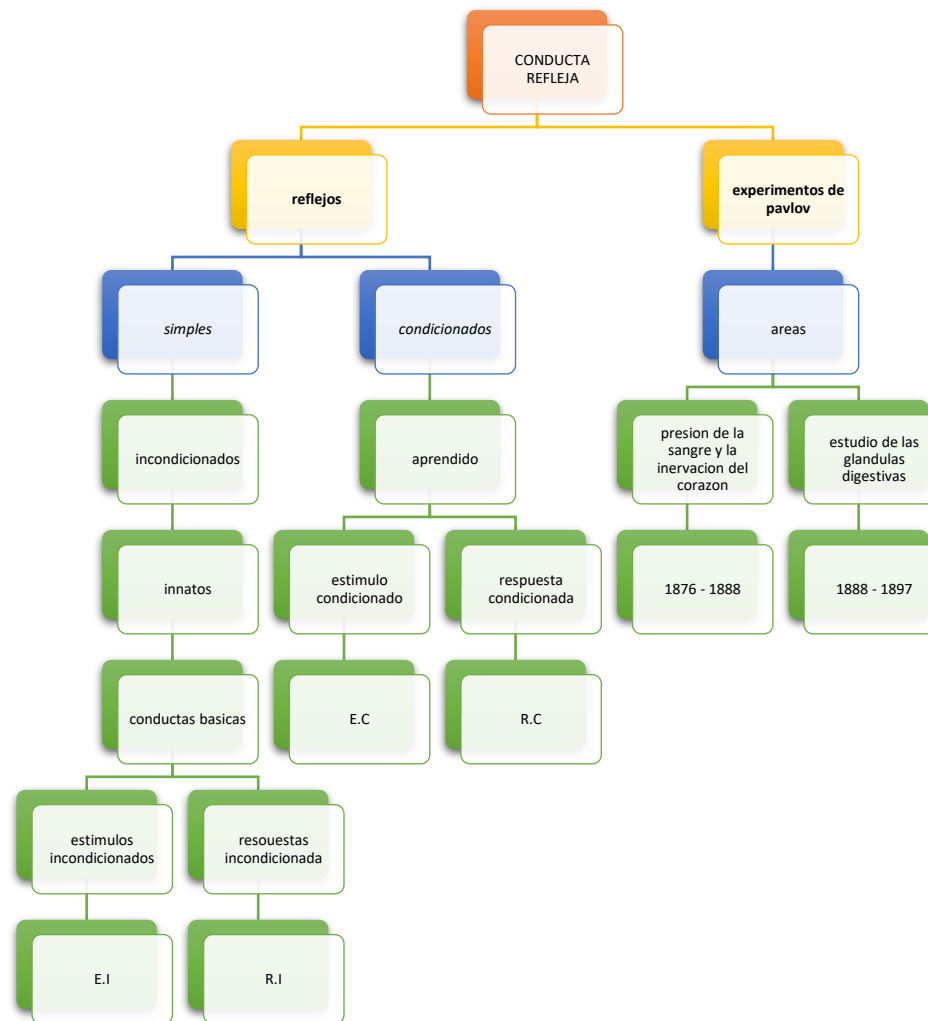 CONDUCTA
REFLEJA
reflejos
experimentos de
pavlov
simples
condicionados
areas
incondicionados
aprendido
presion de la
sangre y la
inervacion del
corazon
estudio de las
glandulas
digestivas
innatos
estimulo
condicionado
respuesta
condicionada
1876 - 1888
1888 - 1897
conductas basicas
E.C
R.C
estimulos
incondicionados
resouestas
incondicionada
E.I
R.I